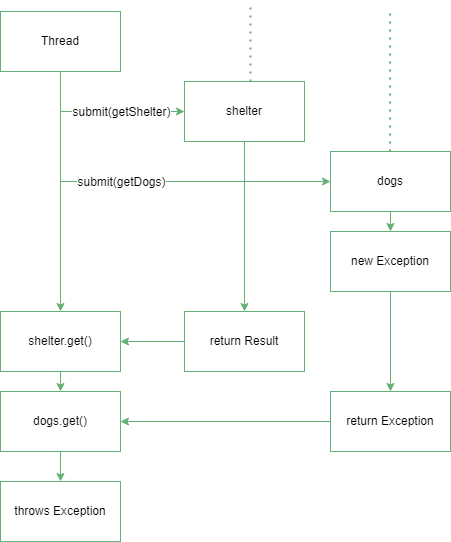 Thread
submit(getShelter)
shelter
submit(getDogs)
dogs
new Exception
shelter.get()
return Result
dogs.get()
return Exception
throws Exception